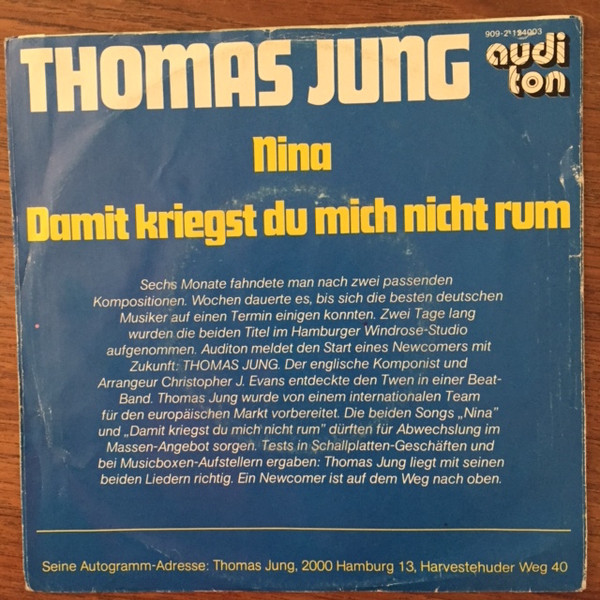 909-2 124003
THOMAS JUNG
audi
ton
Nina
Damit kriegst du mich nicht rum
Sechs Monate fahndete man nach zwei passenden
Kompositionen. Wochen dauerte es, bis sich die besten deutschen
Musiker auf einen Termin einigen konnten. Zwei Tage lang
wurden die beiden Titel im Hamburger Windrose-Studio
aufgenommen. Auditon meldet den Start eines Newcomers mit
Zukunft: THOMAS JUNG. Der englische Komponist und
Arrangeur Christopher J. Evans entdeckte den Twen in einer Beat-
Band. Thomas Jung wurde von einem internationalen Team
für den europäischen Markt vorbereitet. Die beiden Songs „Nina”
und „Damit kriegst du mich nicht rum” dürften für Abwechslung im
Massen-Angebot sorgen. Tests in Schallplatten-Geschäften und
bei Musicboxen-Aufstellern ergaben: Thomas Jung liegt mit seinen
beiden Liedern richtig. Ein Newcomer ist auf dem Weg nach oben.
Seine Autogramm-Adresse: Thomas Jung, 2000 Hamburg 13, Harvestehuder Weg 40